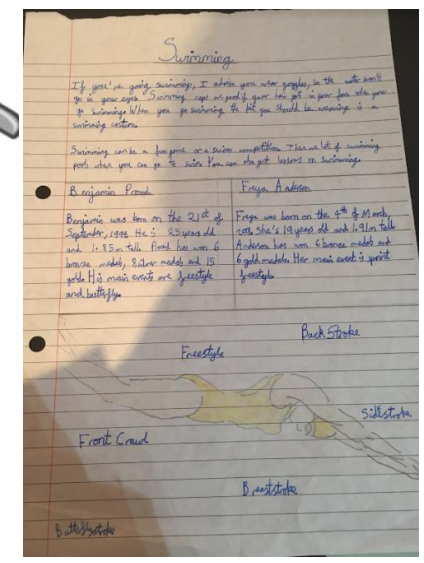 Swimming
If you're going swimming, I advise you wear goggles, so the water won't
go in your eyes. Swimming caps are good if your hair gets in your face when you
go swimming. When you go swimming the kit you should be wearing is a
swimming costume.
Swimming can be a fun game or a serious competition. There are lots of swimming
pools where you can go to swim. You can also get lessons on swimming.
Benjamin Proud
Benjamin was born on the 21st of
September, 1994. He is 25 years old
and 1.85m tall. Proud has won 6
bronze medals, 8 silver medals and 15
golds. His main events are freestyle
and butterfly.
Freya Anderson
Freya was born on the 4th of March,
2001. She's 19 years old and 1.91m tall.
Anderson has won 6 bronze medals and
6 gold medals. Her main event is sprint
freestyle.
Back Stroke
Freestyle
Sidestroke
Front Crawl
Breaststroke
Butterflystroke